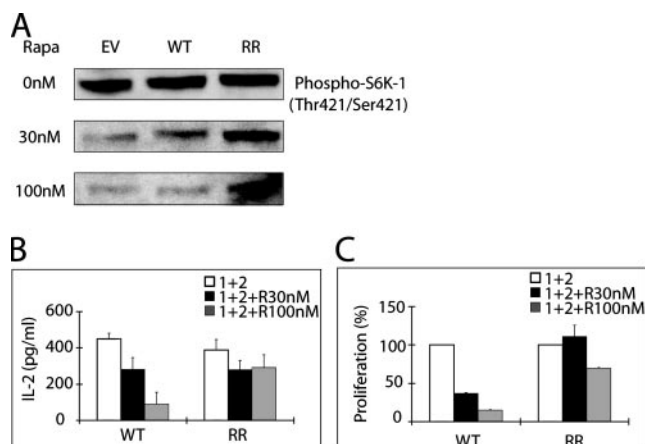 A
Rapa EV WT RR
0nM
Phospho-S6K-1
(Thr421/Ser421)
30nM
100nM
B
1+2
1+2+R30nM
1+2+R100nM
IL-2 (pg/ml)
600
400
200
0
WT RR
C
1+2
1+2+R30nM
1+2+R100nM
Proliferation (%)
150
100
50
0
WT RR